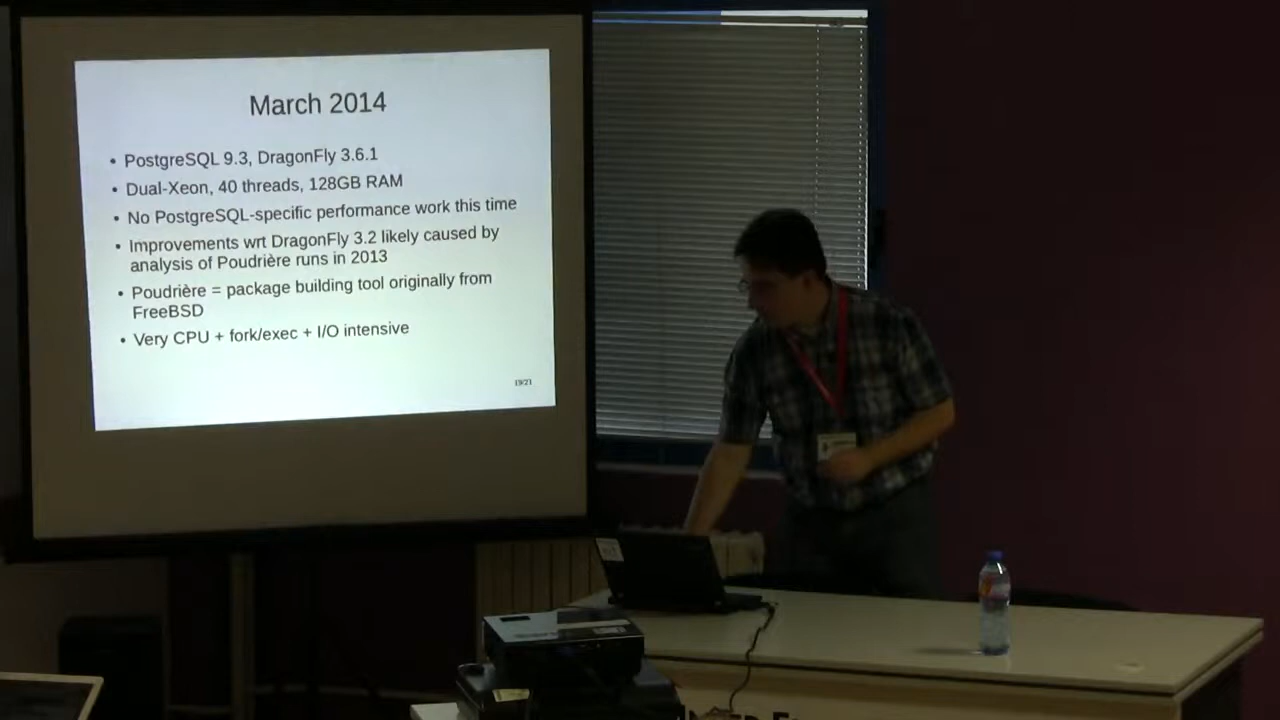 March 2014
• PostgreSQL 9.3, DragonFly 3.6.1
• Dual-Xeon, 40 threads, 128GB RAM
• No PostgreSQL-specific performance work this time
• Improvements wrt DragonFly 3.2 likely caused by
analysis of Poudrière runs in 2013
• Poudrière = package building tool originally from
FreeBSD
• Very CPU + fork/exec + I/O intensive
19/21